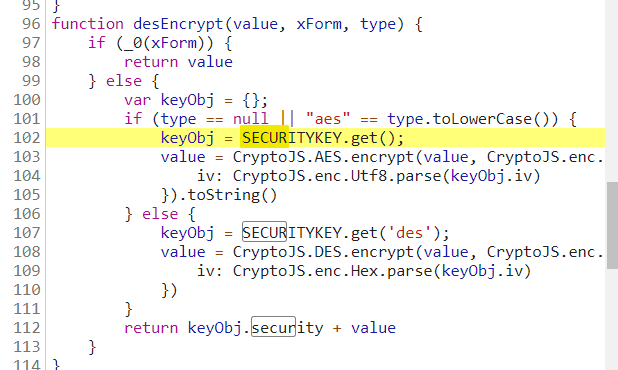 95 }
96 function desEncrypt(value, xForm, type) {
97     if (_0(xForm)) {
98         return value
99     } else {
100         var keyObj = {};
101         if (type == null || "aes" == type.toLowerCase()) {
102             keyObj = SECURITYKEY.get();
103             value = CryptoJS.AES.encrypt(value, CryptoJS.enc.
104                 iv: CryptoJS.enc.Utf8.parse(keyObj.iv)
105             }).toString()
106         } else {
107             keyObj = SECURITYKEY.get('des');
108             value = CryptoJS.DES.encrypt(value, CryptoJS.enc.
109                 iv: CryptoJS.enc.Hex.parse(keyObj.iv)
110             })
111         }
112         return keyObj.security + value
113     }
114 }